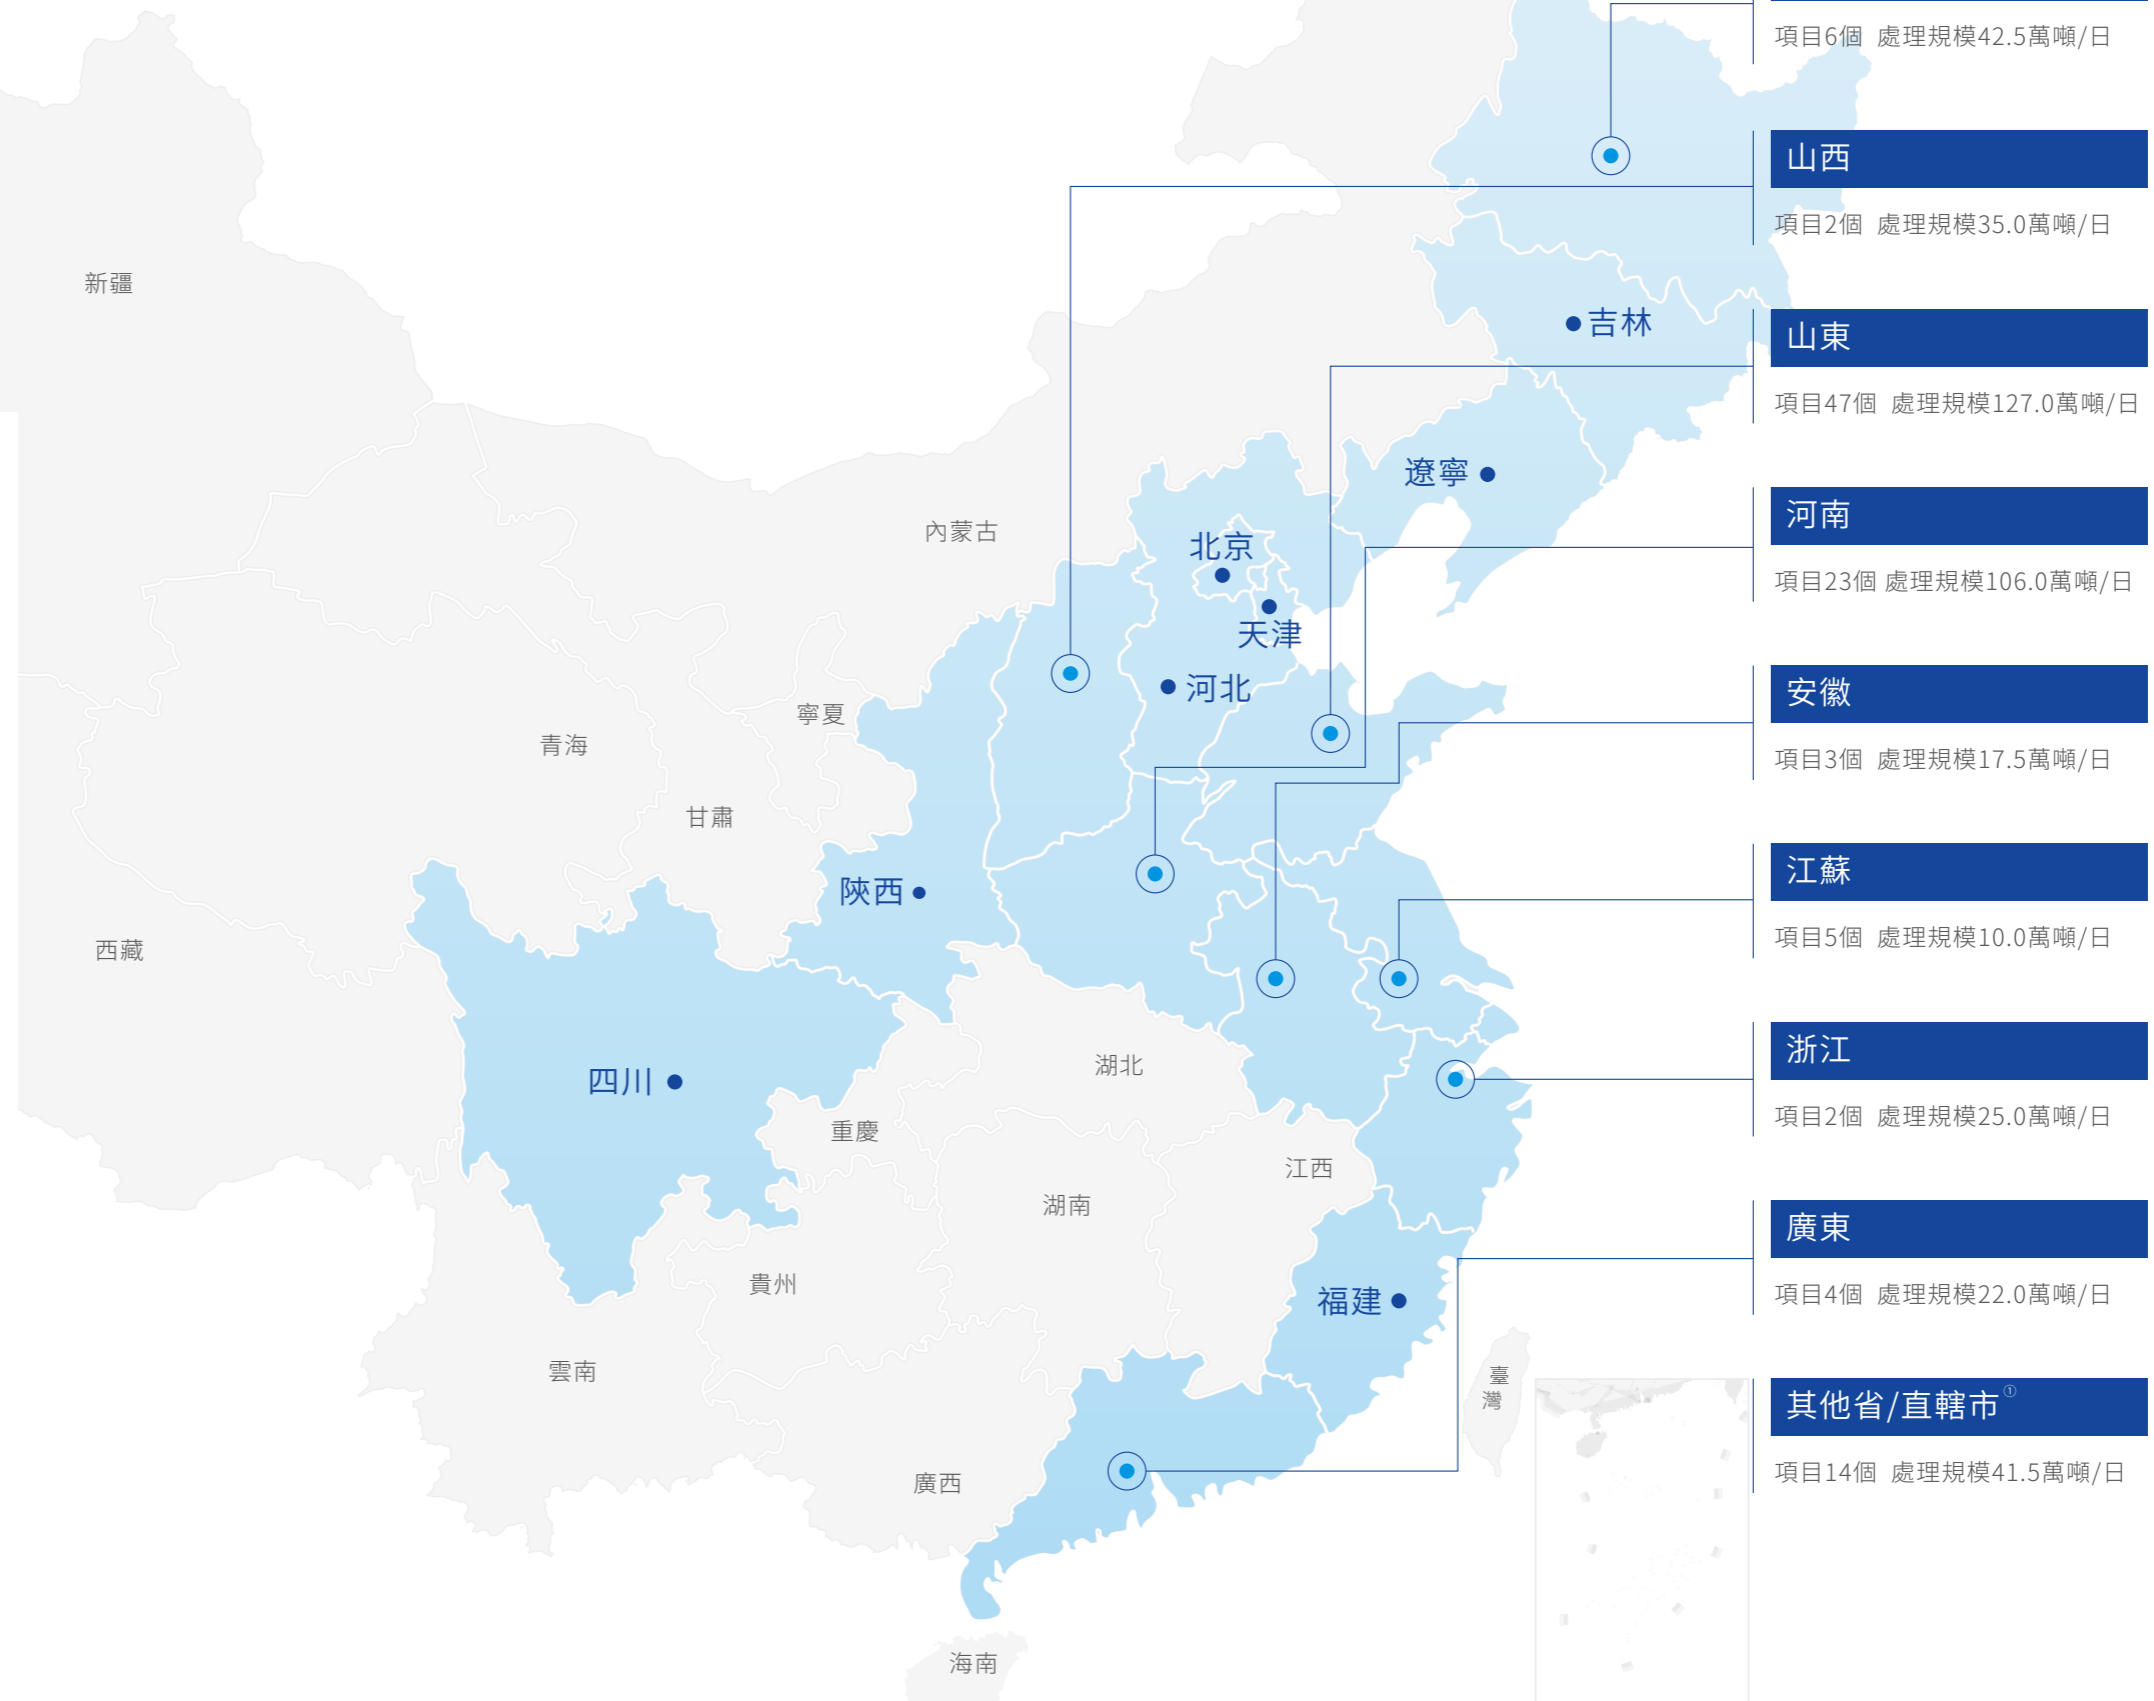 項目6個 處理規模42.5萬噸/日
山西
項目2個 處理規模35.0萬噸/日
新疆
吉林
山東
項目47個 處理規模127.0萬噸/日
遼寧
河南
內蒙古
北京
項目23個 處理規模106.0萬噸/日
天津
河北
安徽
寧夏
青海
項目3個 處理規模17.5萬噸/日
甘肅
江蘇
陝西
項目5個 處理規模10.0萬噸/日
西藏
浙江
湖北
四川
項目2個 處理規模25.0萬噸/日
重慶
江西
湖南
廣東
貴州
項目4個 處理規模22.0萬噸/日
福建
雲南
臺
灣
其他省/直轄市①
項目14個 處理規模41.5萬噸/日
廣西
海南